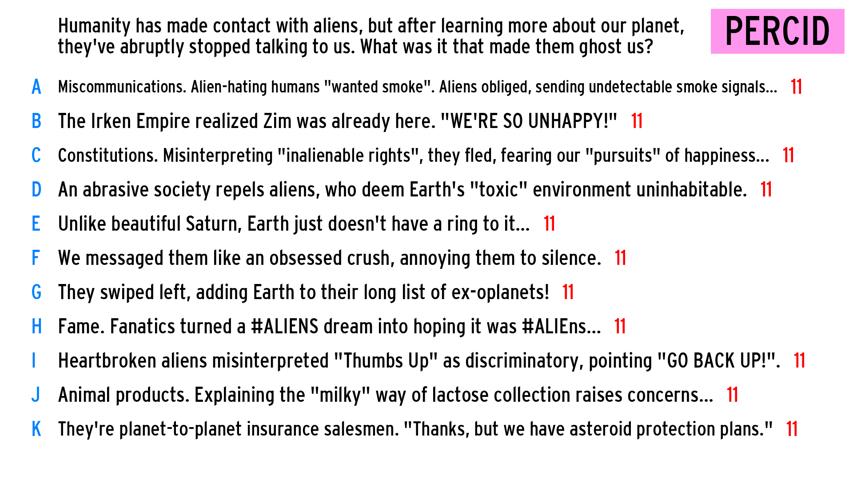 Humanity has made contact with aliens, but after learning more about our planet,
they've abruptly stopped talking to us. What was it that made them ghost us?
PERCID
A Miscommunications. Alien-hating humans "wanted smoke". Aliens obliged, sending undetectable smoke signals... 11
B The Irken Empire realized Zim was already here. "WE'RE SO UNHAPPY!" 11
C Constitutions. Misinterpreting "inalienable rights", they fled, fearing our "pursuits" of happiness... 11
D An abrasive society repels aliens, who deem Earth's "toxic" environment uninhabitable. 11
E Unlike beautiful Saturn, Earth just doesn't have a ring to it... 11
F We messaged them like an obsessed crush, annoying them to silence. 11
G They swiped left, adding Earth to their long list of ex-oplanets! 11
H Fame. Fanatics turned a #ALIENS dream into hoping it was #ALIEns... 11
I Heartbroken aliens misinterpreted "Thumbs Up" as discriminatory, pointing "GO BACK UP!". 11
J Animal products. Explaining the "milky" way of lactose collection raises concerns... 11
K They're planet-to-planet insurance salesmen. "Thanks, but we have asteroid protection plans." 11